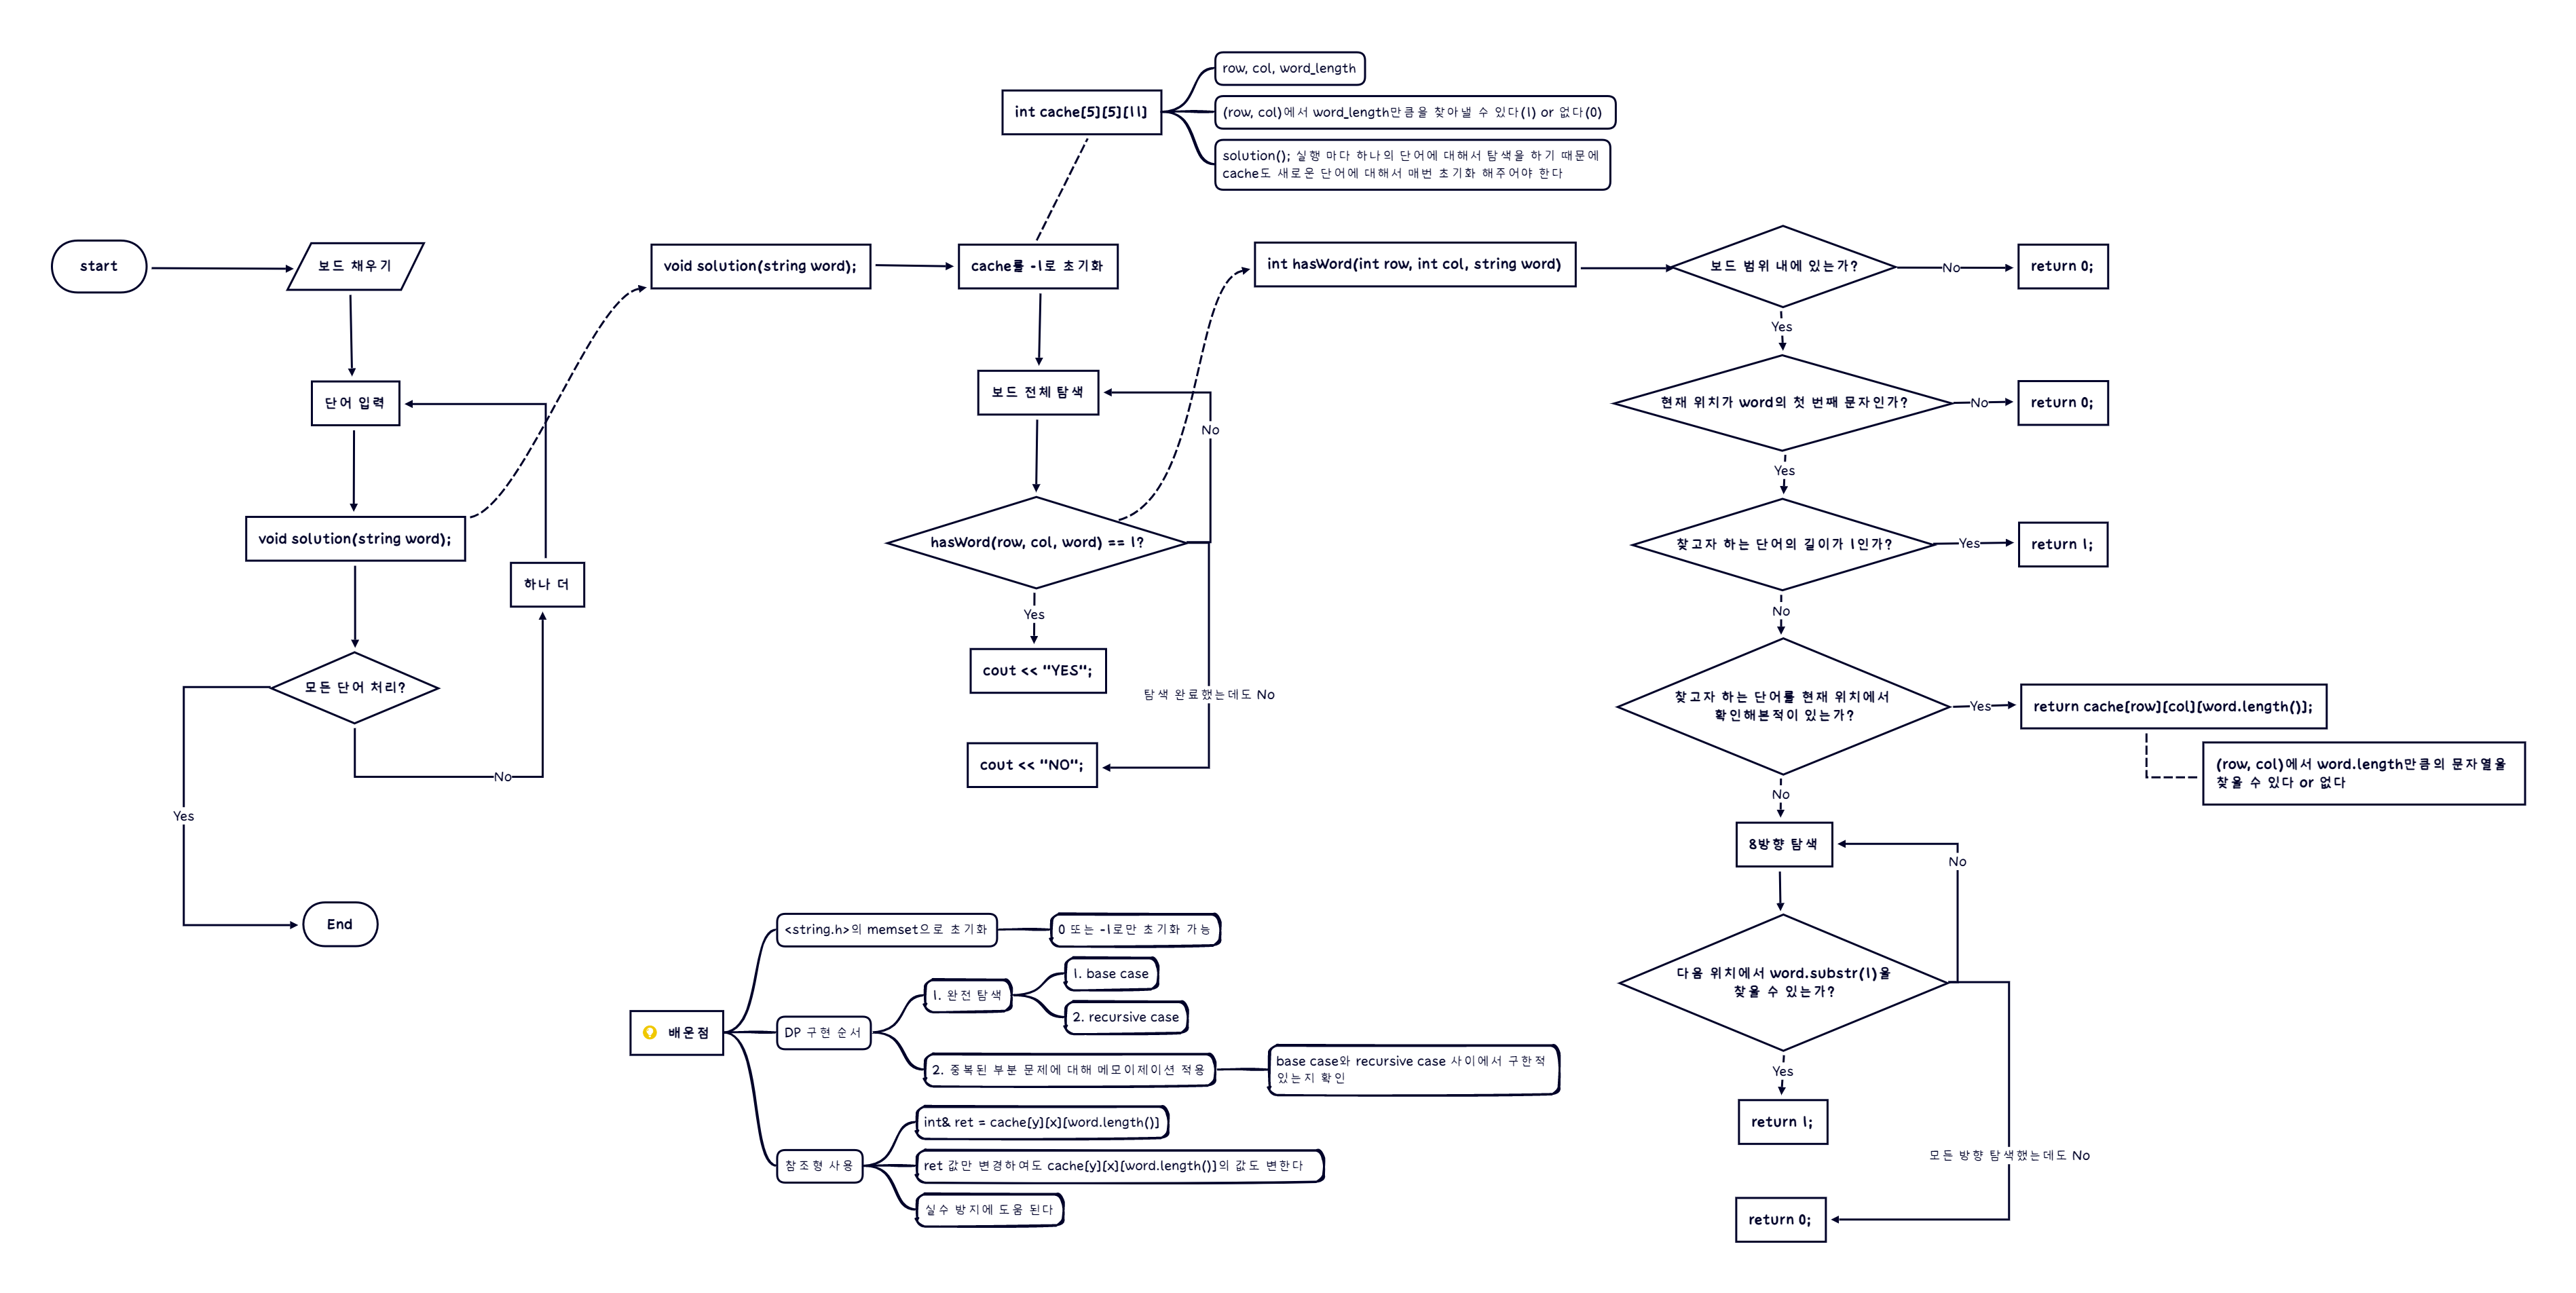 row, col, word_length
int cache[5][5][11]
(row, col)에서 word_length만큼을 찾아낼 수 있다(1) or 없다(0)
solution(); 실행 마다 하나의 단어에 대해서 탐색을 하기 때문에
cache도 새로운 단어에 대해서 매번 초기화 해주어야 한다
start
보드 채우기
단어 입력
void solution(string word);
하나 더
모든 단어 처리?
No
Yes
End
void solution(string word);
cache를 -1로 초기화
보드 전체 탐색
No
hasWord(row, col, word) == 1?
Yes
cout << "YES";
탐색 완료했는데도 No
cout << "NO";
int hasWord(int row, int col, string word)
보드 범위 내에 있는가?
No
return 0;
Yes
현재 위치가 word의 첫 번째 문자인가?
No
return 0;
Yes
찾고자 하는 단어의 길이가 1인가?
Yes
return 1;
No
찾고자 하는 단어를 현재 위치에서
확인해본적이 있는가?
Yes
return cache[row][col][word.length()];
(row, col)에서 word.length만큼의 문자열을
찾을 수 있다 or 없다
No
8방향 탐색
No
다음 위치에서 word.substr(1)을
찾을 수 있는가?
Yes
return 1;
모든 방향 탐색했는데도 No
return 0;
배운점
<string.h>의 memset으로 초기화
0 또는 -1로만 초기화 가능
DP 구현 순서
1. 완전 탐색
1. base case
2. recursive case
2. 중복된 부분 문제에 대해 메모이제이션 적용
base case와 recursive case 사이에서 구한적
있는지 확인
참조형 사용
int& ret = cache[y][x][word.length()]
ret 값만 변경하여도 cache[y][x][word.length()]의 값도 변한다
실수 방지에 도움 된다